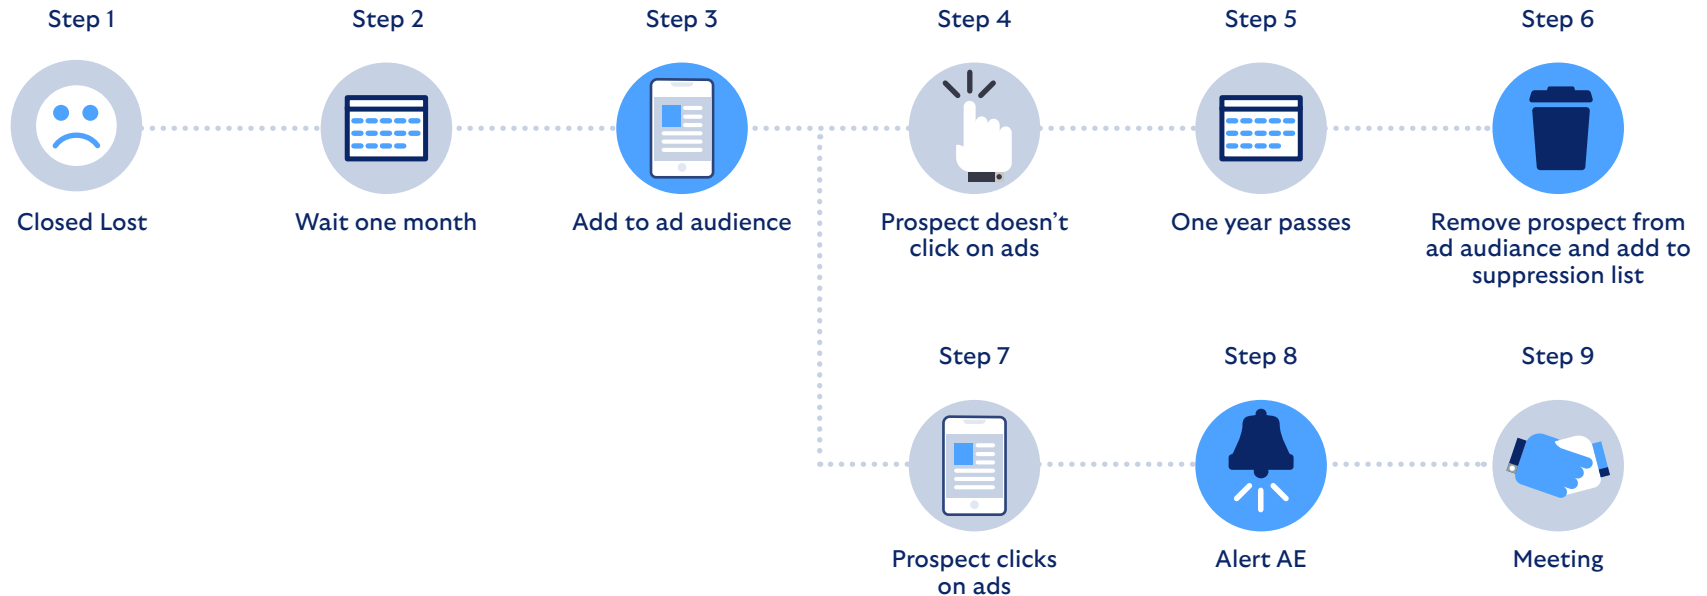 Step 1
Closed Lost
Step 2
Wait one month
Step 3
Add to ad audience
Step 4
Prospect doesn’t
click on ads
Step 5
One year passes
Step 6
Remove prospect from
ad audiance and add to
suppression list
Step 7
Prospect clicks
on ads
Step 8
Alert AE
Step 9
Meeting